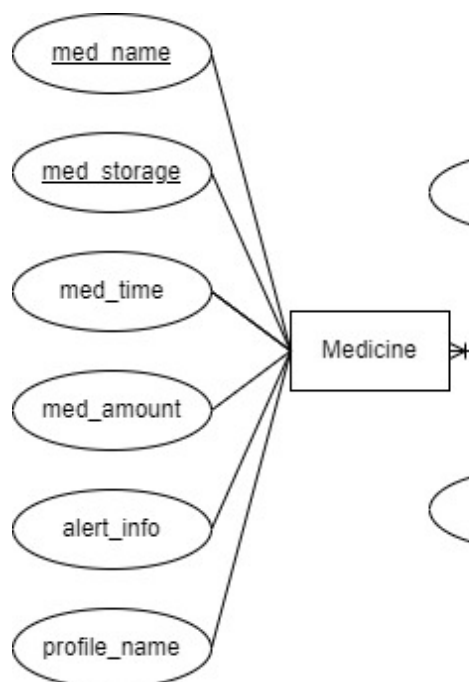 med_name
med_storage
med_time
Medicine
med_amount
alert_info
profile_name